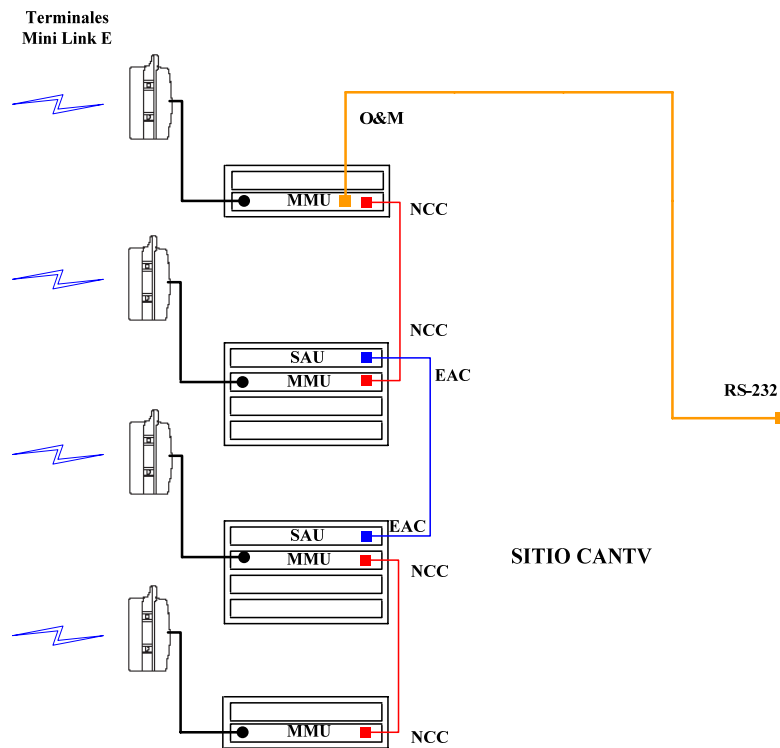 Terminales
Mini Link E
O&M
MMU
NCC
NCC
SAU
EAC
MMU
RS-232
EAC
SAU
MMU
NCC
SITIO CANTV
MMU
NCC